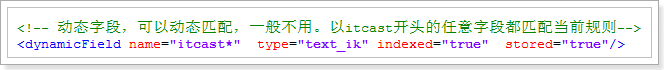 <!-- 动态字段，可以动态匹配，一般不用。以itcast开头的任意字段都匹配当前规则-->
<dynamicField name="itcast*"  type="text_ik" indexed="true"  stored="true"/>